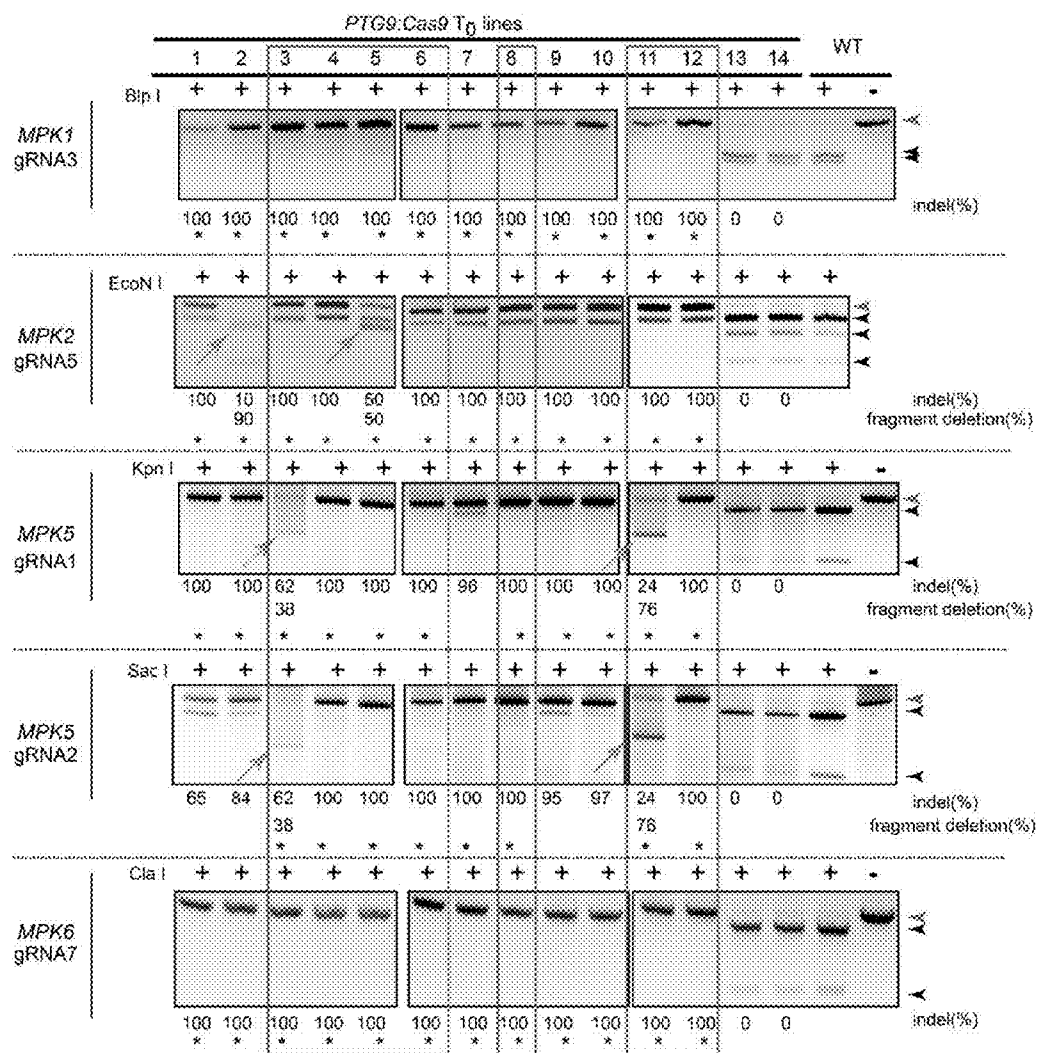 PTG9:Cas9 T0 lines
1 2 3 4 5 6 7 8 9 10 11 12 13 14 WT
Blp I + + + + + + + + + + + + + + + -
MPK1
gRNA3
indel(%)
100 100 100 100 100 100 100 100 100 100 100 100 0 0
* * * * * * * * * * * *
EcoN I + + + + + + + + + + + + + + +
MPK2
gRNA5
100 10 100 100 50 100 100 100 100 100 100 100 0 0 indel(%)
90 50 fragment deletion(%)
* * * * * * * * * * * *
Kpn I + + + + + + + + + + + + + + + -
MPK5
gRNA1
100 100 62 100 100 100 96 100 100 100 24 100 0 0 indel(%)
38 76 fragment deletion(%)
* * * * * * * * * * *
Sac I + + + + + + + + + + + + + + + -
MPK5
gRNA2
65 84 62 100 100 100 100 100 95 97 24 100 0 0 indel(%)
38 76 fragment deletion(%)
* * * * * * * *
Cla I + + + + + + + + + + + + + + + -
MPK6
gRNA7
indel(%)
100 100 100 100 100 100 100 100 100 100 100 100 0 0
* * * * * * * * * * * *